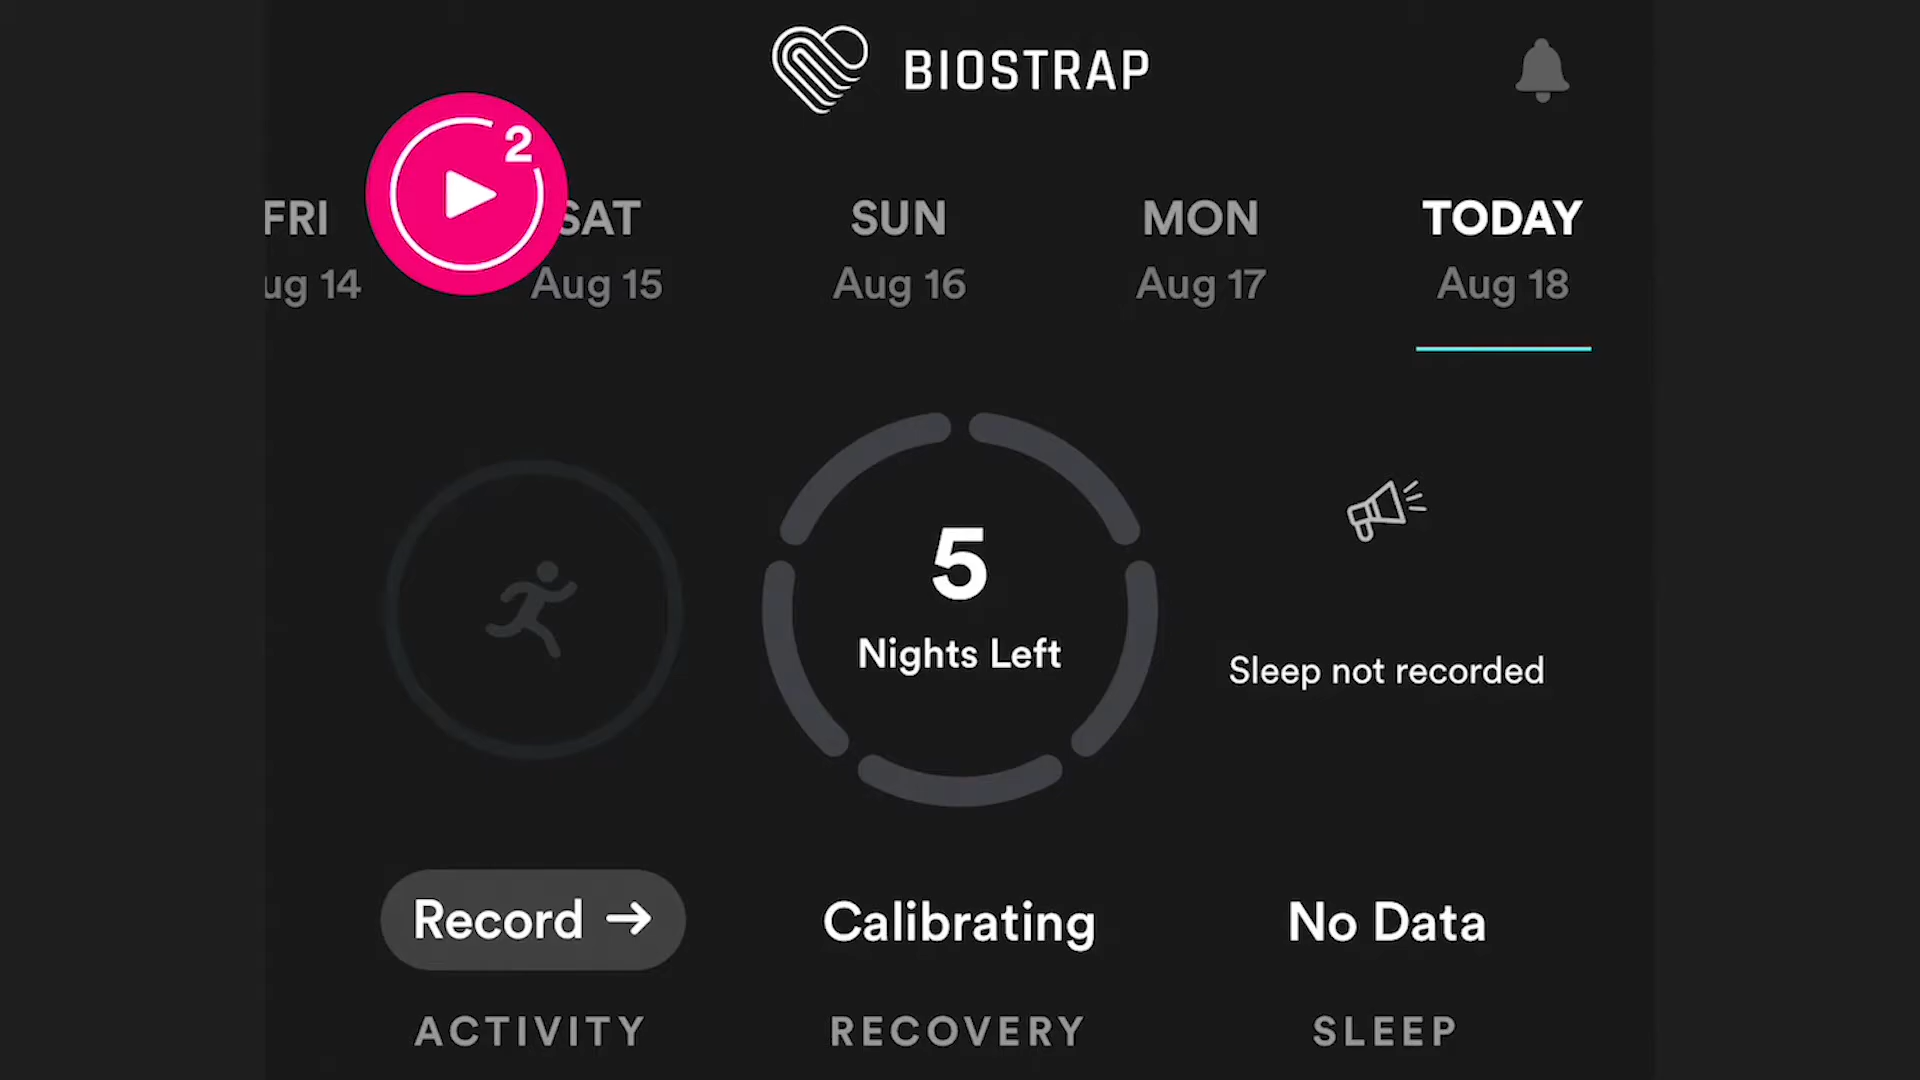 BIOSTRAP
2
FRI SAT SUN MON TODAY
ug 14 Aug 15 Aug 16 Aug 17 Aug 18
5
Nights Left
Sleep not recorded
Record → Calibrating No Data
ACTIVITY RECOVERY SLEEP